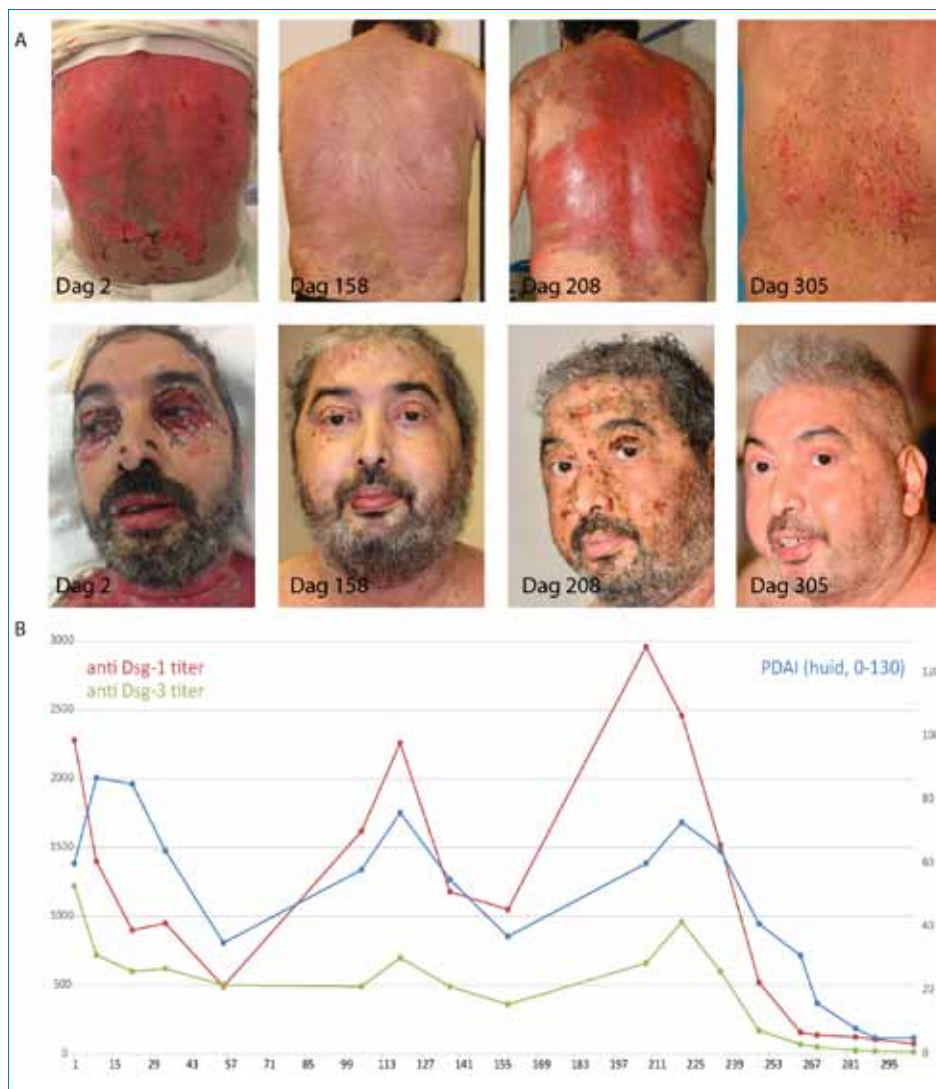 A
Dag 2
Dag 158
Dag 208
Dag 305
Dag 2
Dag 158
Dag 208
Dag 305
B
3000
anti Dsg-1 titer
PDAI (huid, 0-130)
anti Dsg-3 titer
2500
100
2000
80
1500
60
1000
40
500
20
0
0
1 15 29 43 57 71 85 99 113 127 141 155 169 183 197 211 225 239 253 267 281 295